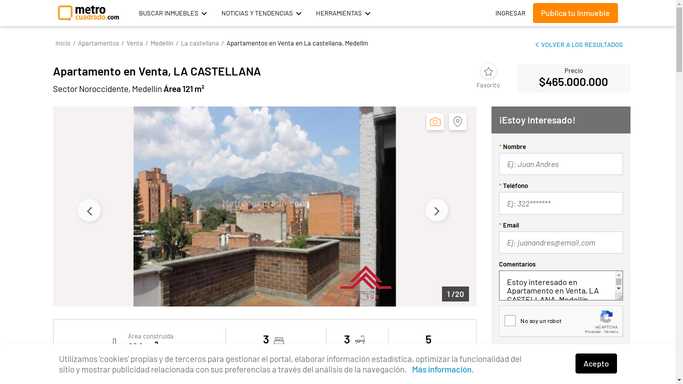 metro
cuadrado.com
BUSCAR INMUEBLES
NOTICIAS Y TENDENCIAS
HERRAMIENTAS
INGRESAR
Publica tu Inmueble
Inicio / Apartamentos / Venta / Medellin / La castellana / Apartamentos en Venta en La castellana, Medellin
VOLVER A LOS RESULTADOS
Apartamento en Venta, LA CASTELLANA
Sector Noroccidente, Medellin Área 121 m²
Favorito
Precio
$465.000.000
1 / 20
¡Estoy Interesado!
* Nombre
Ej: Juan Andres
* Teléfono
Ej: 322*******
* Email
Ej: juanandres@email.com
Comentarios
Estoy interesado en
Apartamento en Venta, LA
CASTELLANA, Medellin
No soy un robot
reCAPTCHA
Privacidad - Términos
Área construida
3
3
5
Utilizamos 'cookies' propias y de terceros para gestionar el portal, elaborar información estadística, optimizar la funcionalidad del
sitio y mostrar publicidad relacionada con sus preferencias a través del análisis de la navegación. Más información.
Acepto